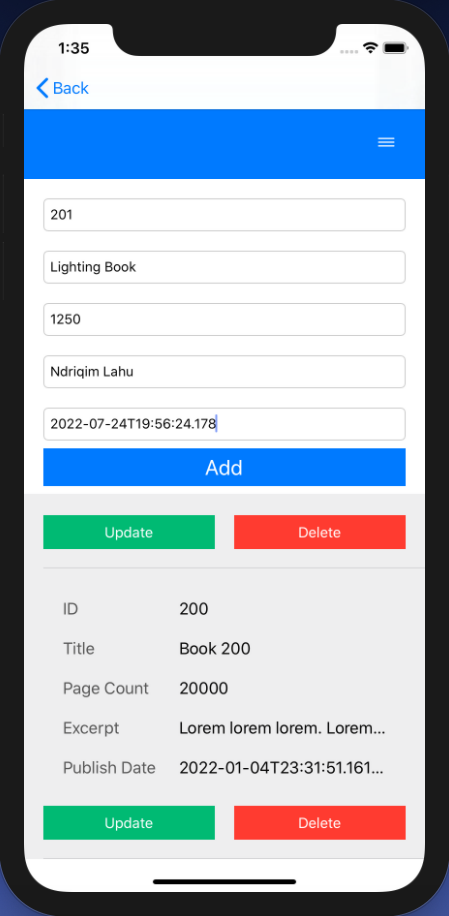 1:35
Back
201
Lighting Book
1250
Ndriqim Lahu
2022-07-24T19:56:24.178
Add
Update Delete
ID 200
Title Book 200
Page Count 20000
Excerpt Lorem lorem lorem. Lorem...
Publish Date 2022-01-04T23:31:51.161...
Update Delete